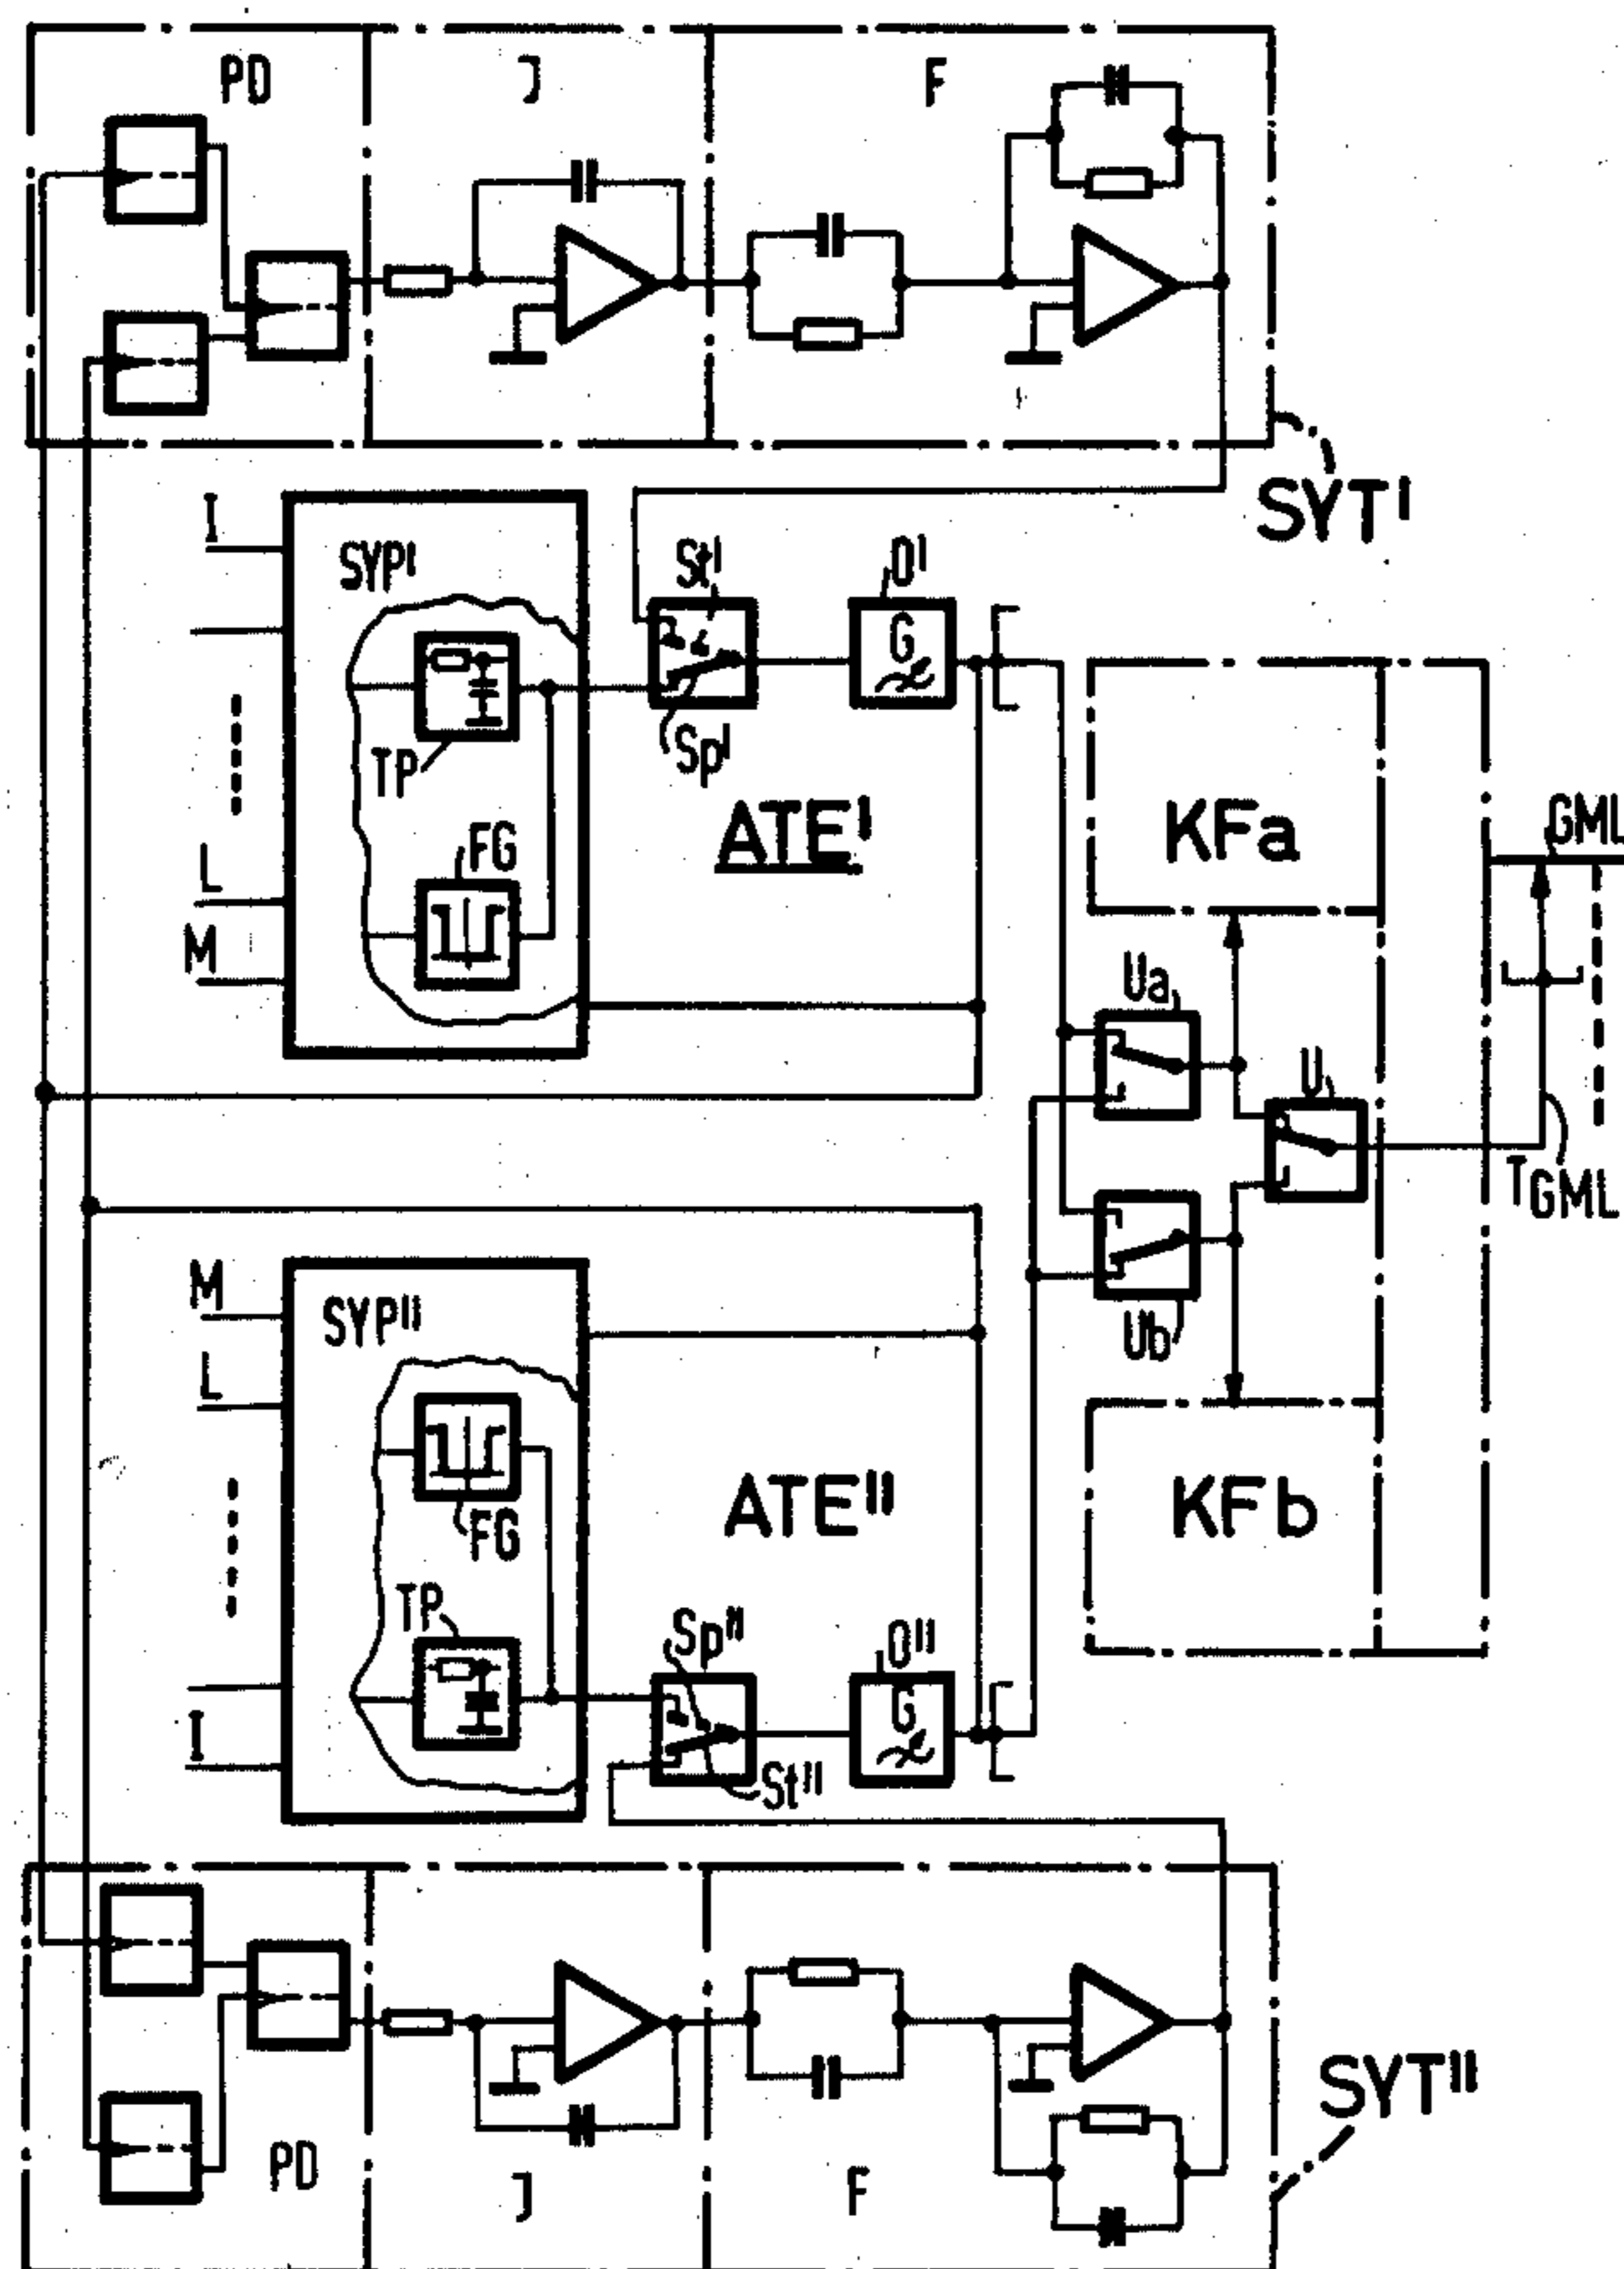 PD
J
F
SYT'
I
SYP'
St'
O'
G
TP
Sp'
ATE'
KFa
GML
L
FG
M
Ua
U
TGML
M
SYP"
Ub
L
FG
ATE"
KFb
TP
Sp"
O"
G
I
St"
SYT"
PD
J
F